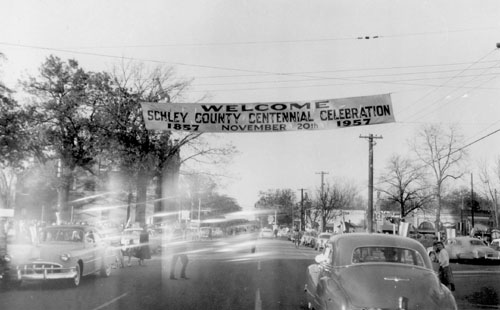 WELCOME
SCHLEY COUNTY CENTENNIAL CELEBRATION
1857 NOVEMBER 20th 1957